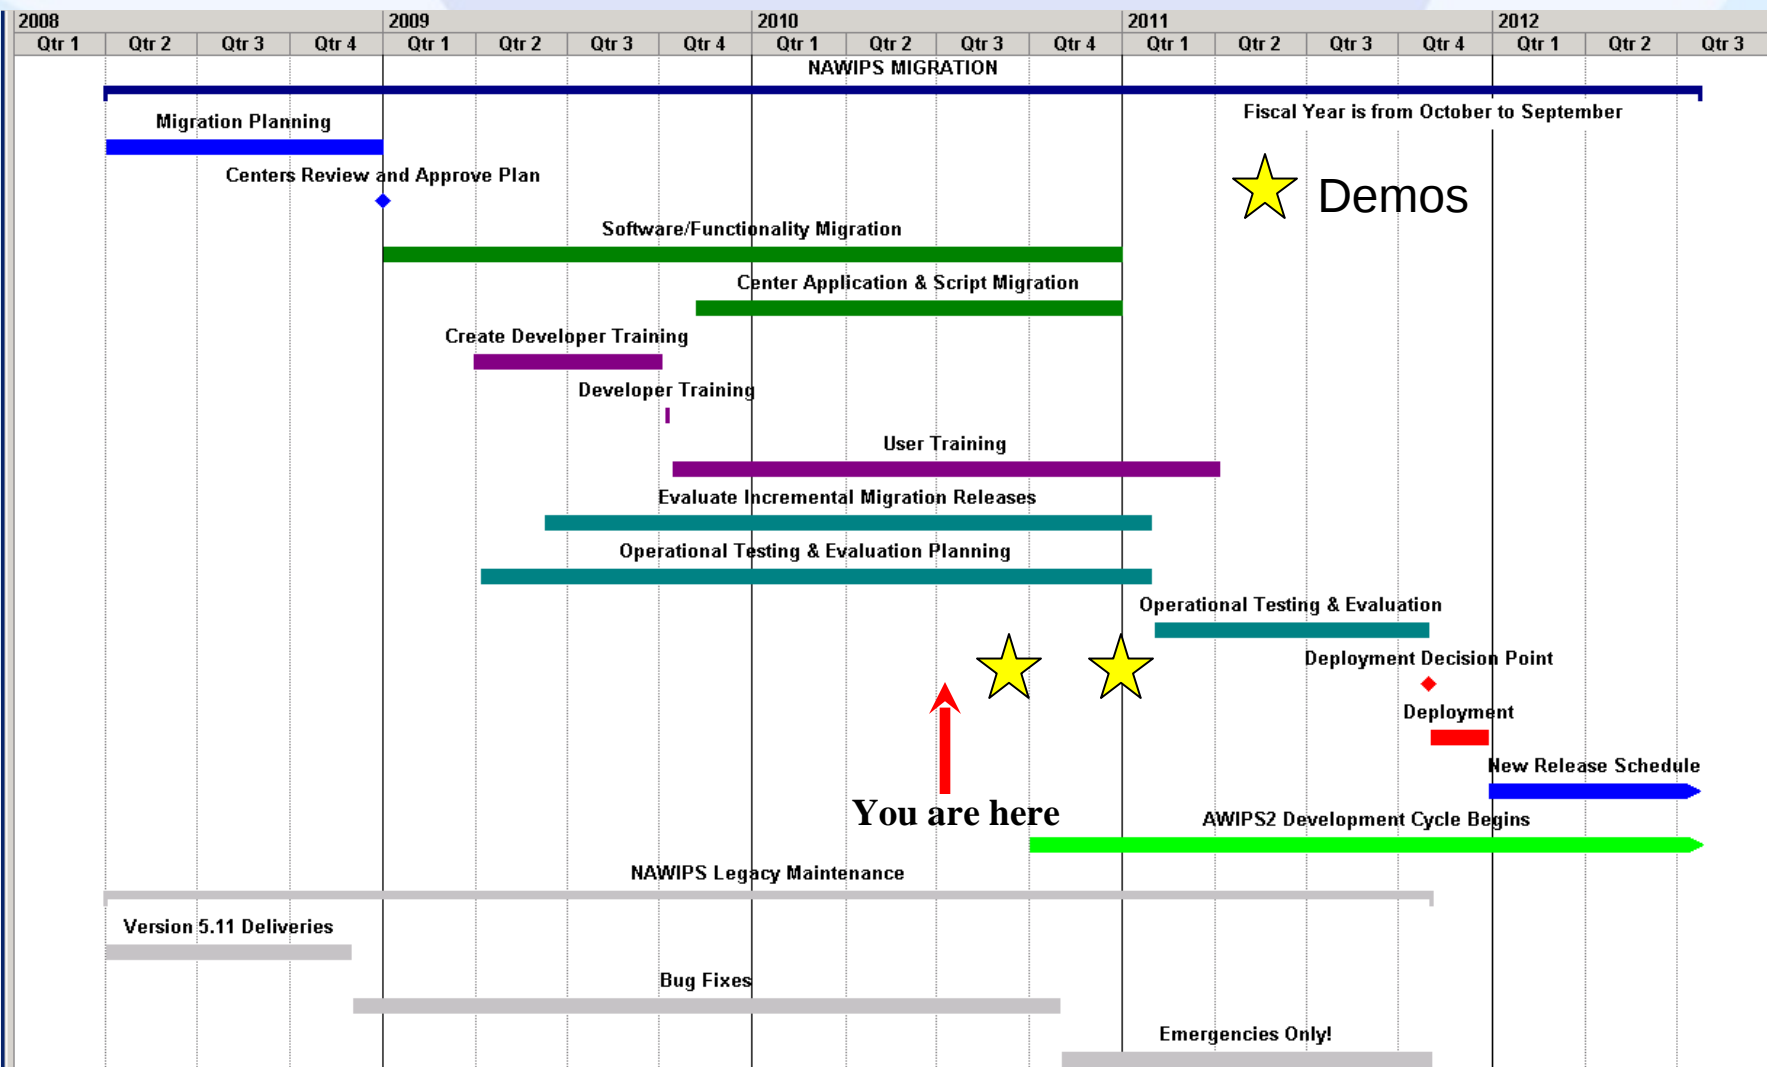 2008 2009 2010 2011 2012
Qtr 1 Qtr 2 Qtr 3 Qtr 4 Qtr 1 Qtr 2 Qtr 3 Qtr 4 Qtr 1 Qtr 2 Qtr 3 Qtr 4 Qtr 1 Qtr 2 Qtr 3 Qtr 4 Qtr 1 Qtr 2 Qtr 3
NAWIPS MIGRATION
Fiscal Year is from October to September
Migration Planning
Centers Review and Approve Plan
Demos
Software/Functionality Migration
Center Application & Script Migration
Create Developer Training
Developer Training
User Training
Evaluate Incremental Migration Releases
Operational Testing & Evaluation Planning
Operational Testing & Evaluation
Deployment Decision Point
Deployment
New Release Schedule
You are here
AWIPS2 Development Cycle Begins
NAWIPS Legacy Maintenance
Version 5.11 Deliveries
Bug Fixes
Emergencies Only!